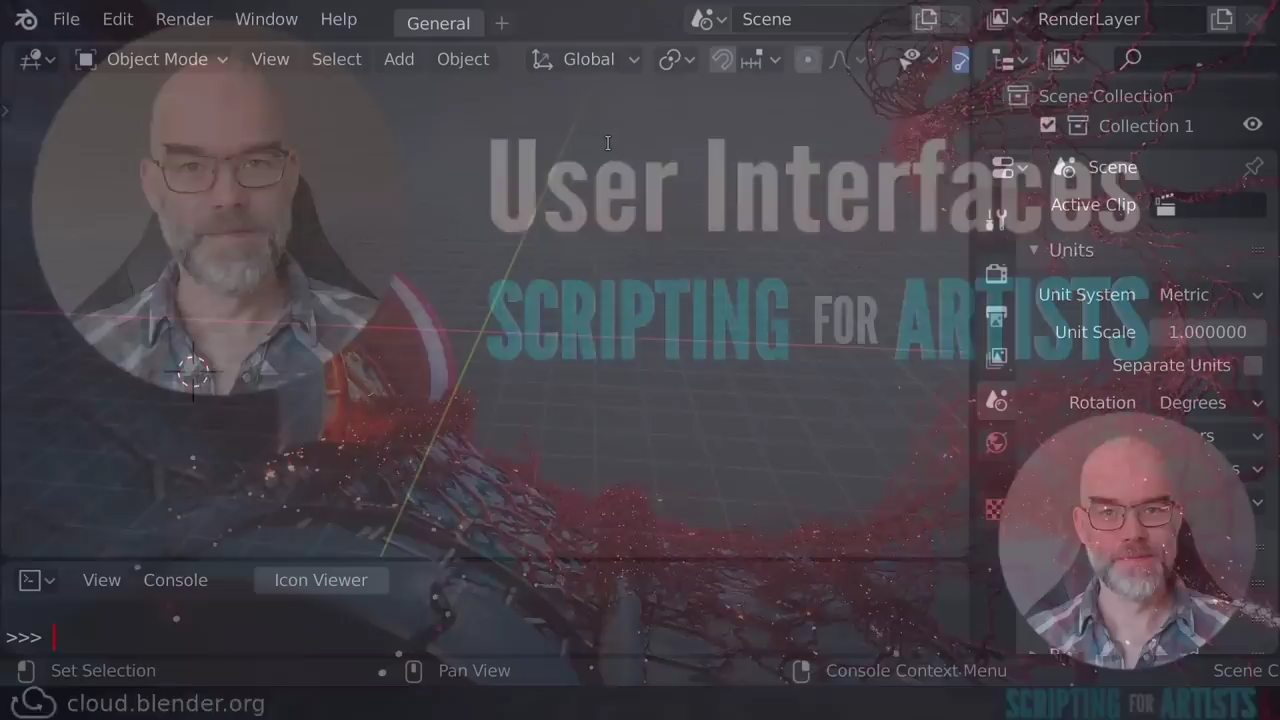 File Edit Render Window Help General + Scene RenderLayer
Object Mode View Select Add Object Global
Scene Collection
Collection 1
User Interfaces
Scene
Active Clip
Units
SCRIPTING FOR ARTISTS
Unit System Metric
Unit Scale 1.000000
Separate Units
Rotation Degrees
rs
s
View Console Icon Viewer
>>>
Set Selection Pan View Console Context Menu Scene C
cloud.blender.org SCRIPTING FOR ARTISTS